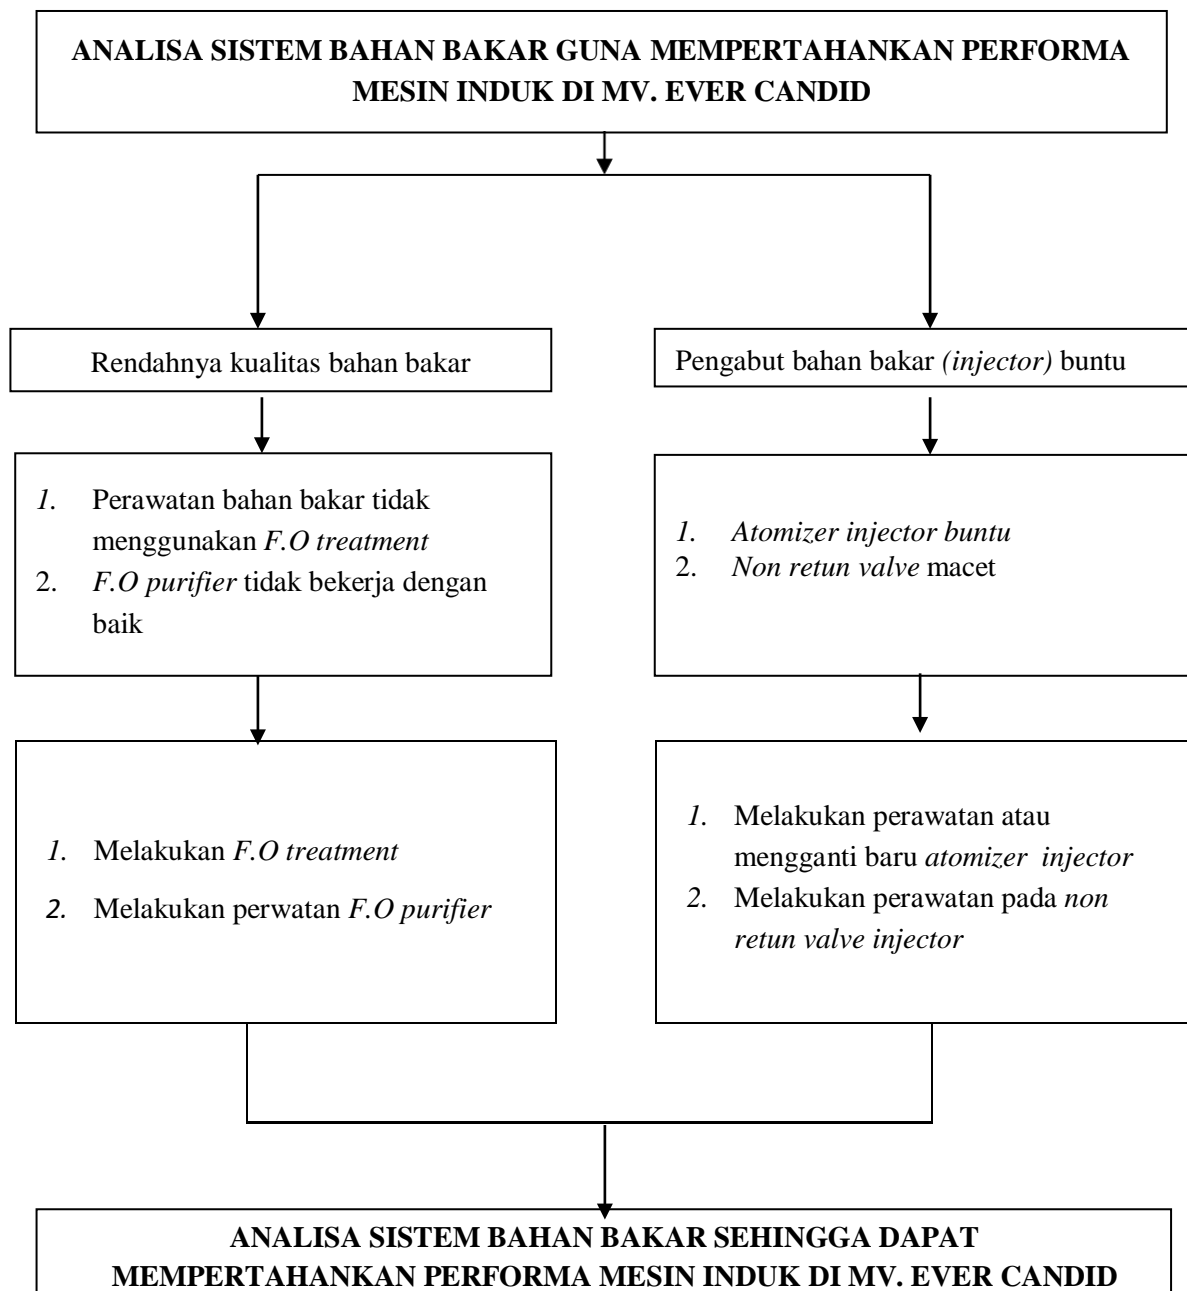 ANALISA SISTEM BAHAN BAKAR GUNA MEMPERTAHANKAN PERFORMA
MESIN INDUK DI MV. EVER CANDID
Rendahnya kualitas bahan bakar
Pengabut bahan bakar (injector) buntu
1. Perawatan bahan bakar tidak
menggunakan F.O treatment
2. F.O purifier tidak bekerja dengan
baik
1. Atomizer injector buntu
2. Non retun valve macet
1. Melakukan F.O treatment
2. Melakukan perwatan F.O purifier
1. Melakukan perawatan atau
mengganti baru atomizer injector
2. Melakukan perawatan pada non
retun valve injector
ANALISA SISTEM BAHAN BAKAR SEHINGGA DAPAT
MEMPERTAHANKAN PERFORMA MESIN INDUK DI MV. EVER CANDID